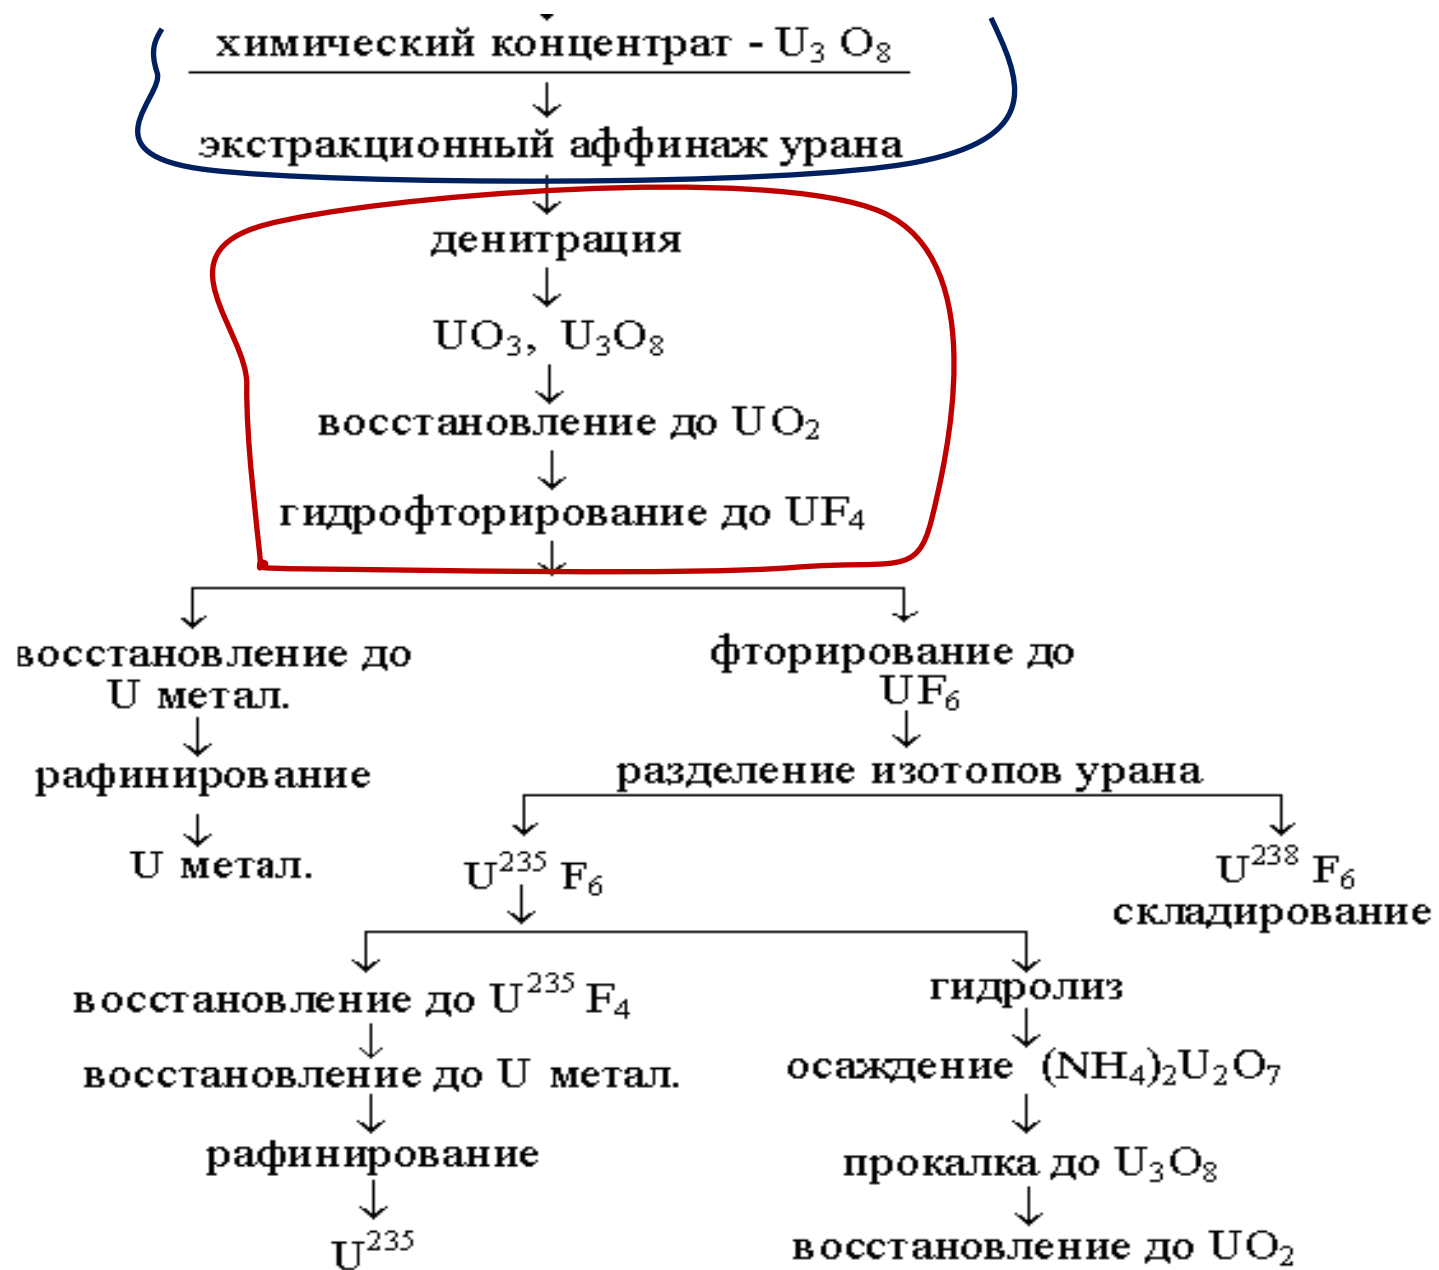 химический концентрат - U₃ O₈
экстракционный аффинаж урана
денитрация
UO₃, U₃O₈
восстановление до UO₂
гидрофторирование до UF₄
восстановление до
U метал.
рафинирование
U метал.
фторирование до
UF₆
разделение изотопов урана
U²³⁵ F₆
U²³⁸ F₆
складирование
восстановление до U²³⁵ F₄
восстановление до U метал.
рафинирование
U²³⁵
гидролиз
осаждение (NH₄)₂U₂O₇
прокалка до U₃O₈
восстановление до UO₂